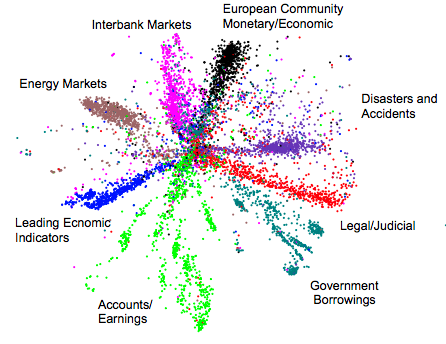 European Community
Interbank Markets
Monetary/Economic
Energy Markets
Disasters and
Accidents
Leading Ecnomic
Indicators
Legal/Judicial
Government
Borrowings
Accounts/
Earnings